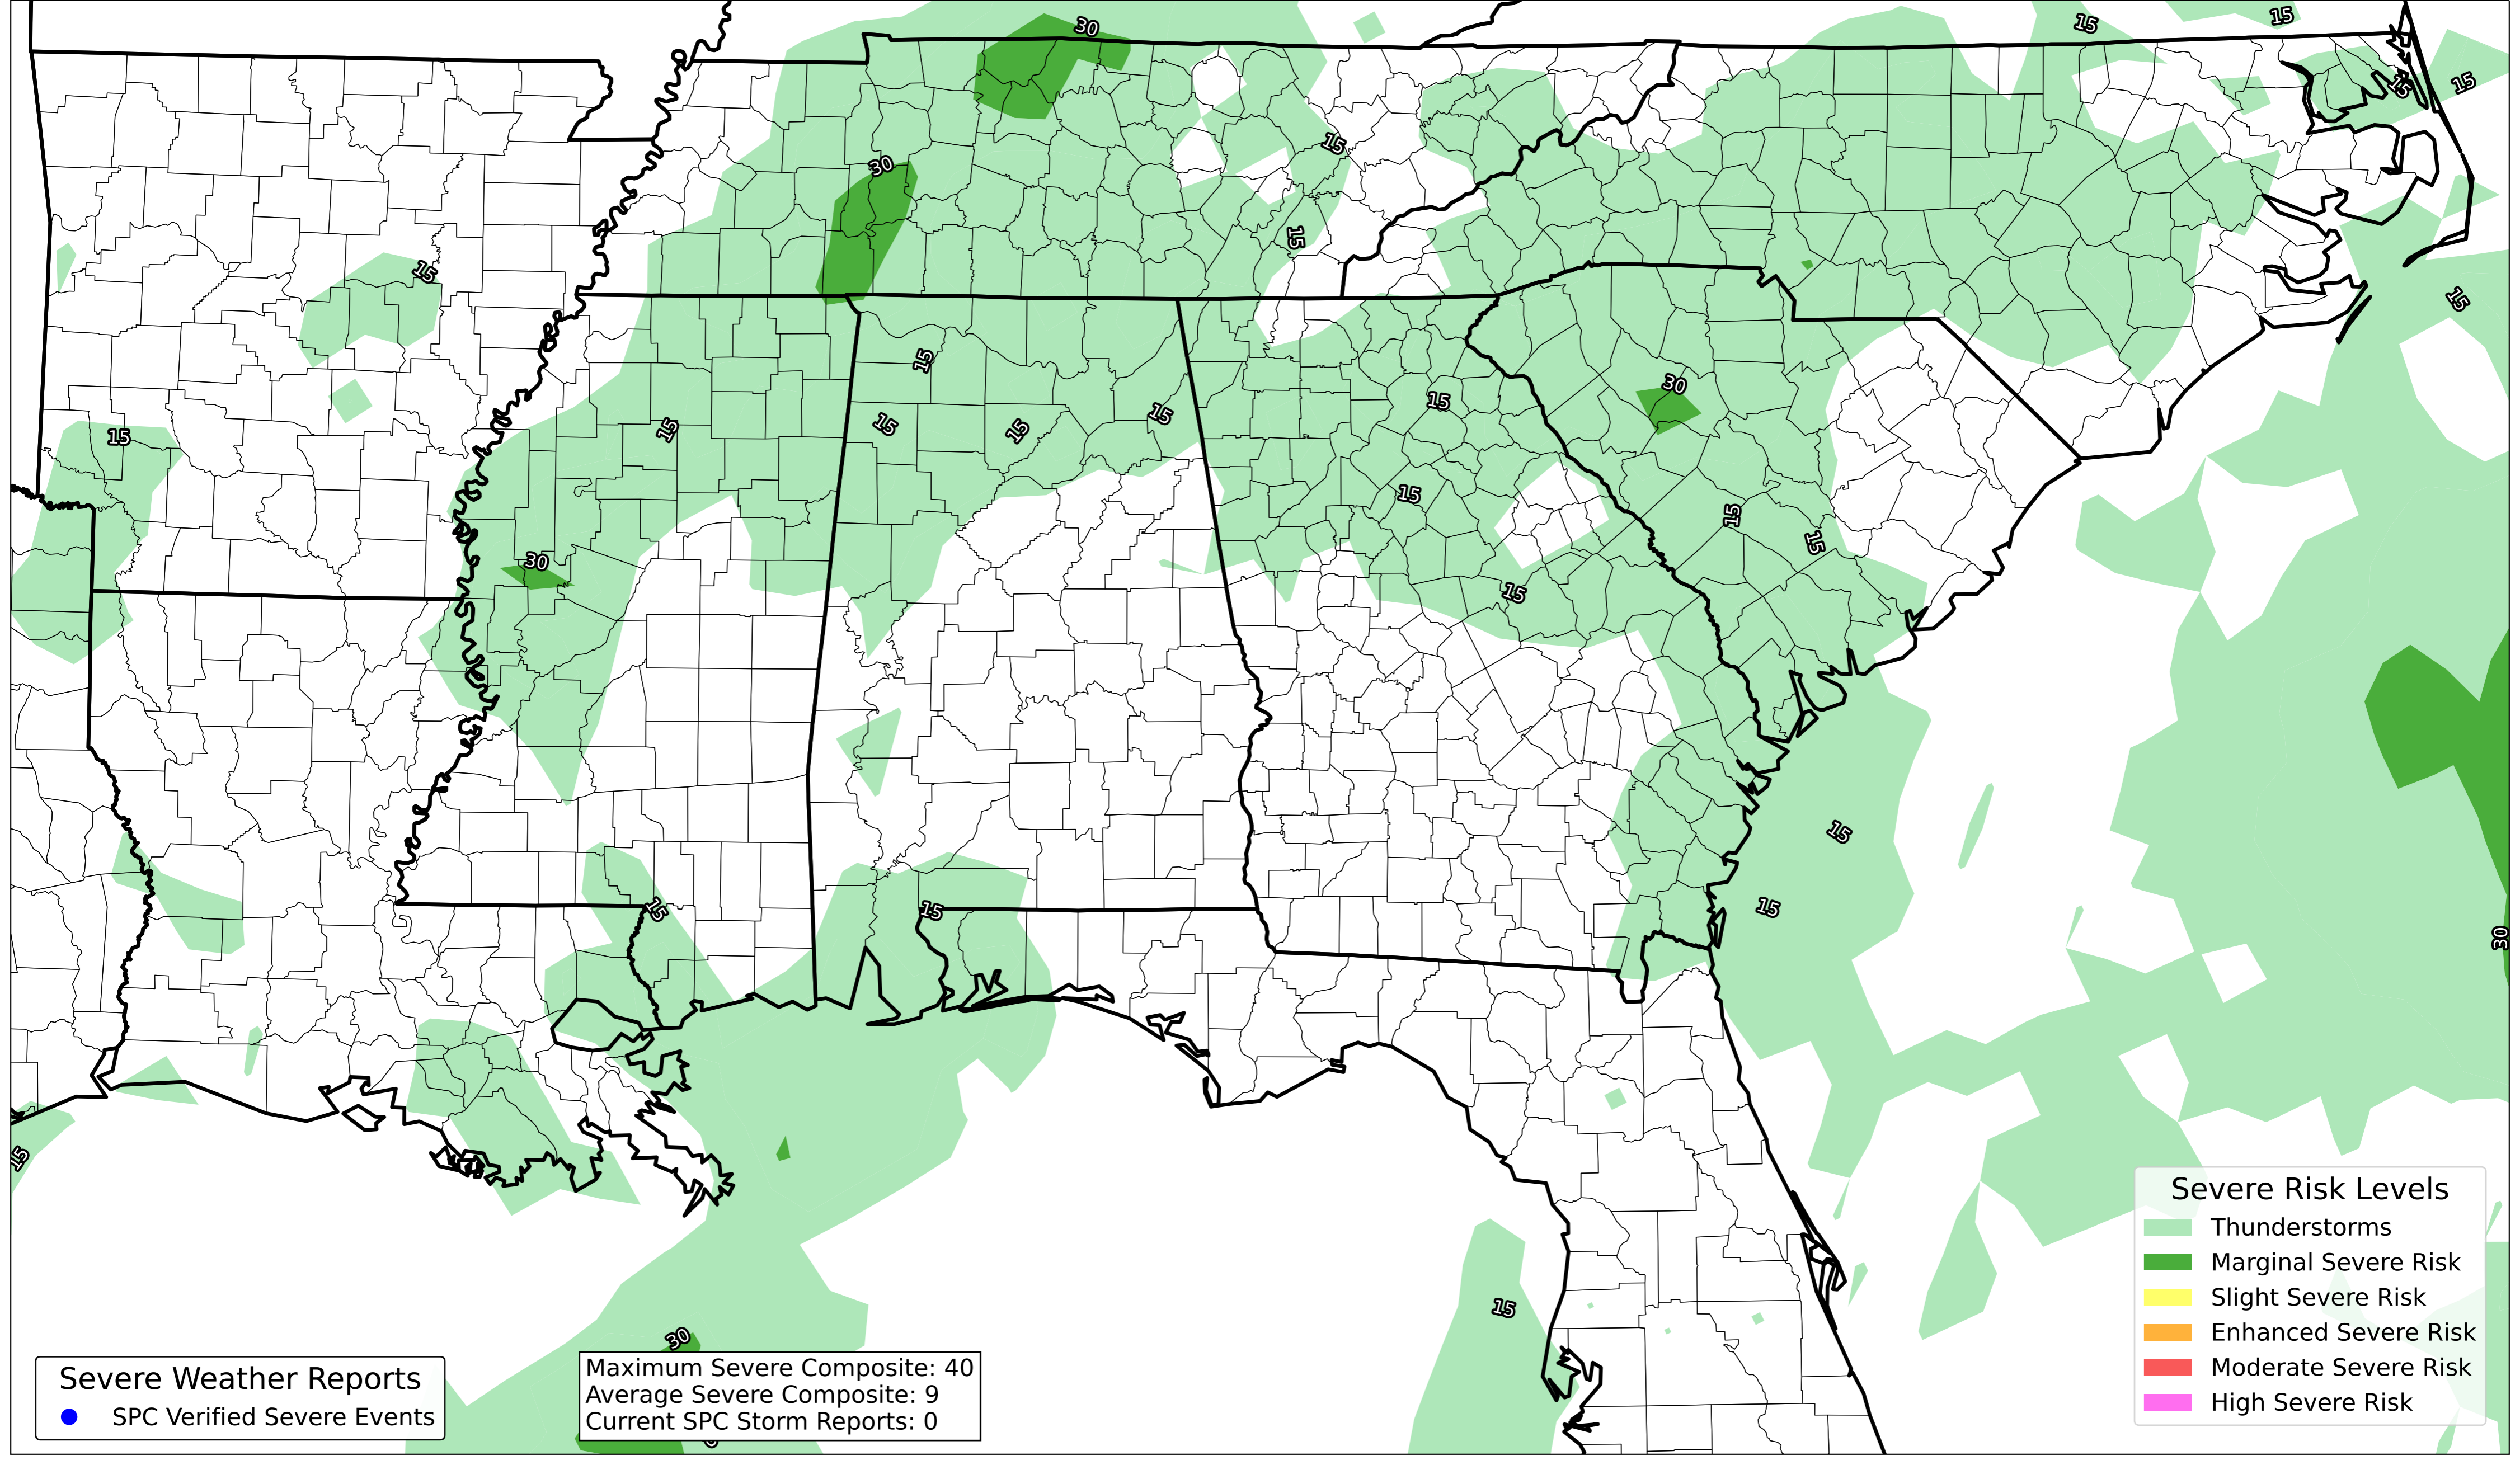 30
15
15
15
15
15
30
15
15
15
15
15
30
15
15
15
15
15
15
15
30
15
15
15
15
15
15
15
30
15
15
30
Severe Weather Reports
SPC Verified Severe Events
Maximum Severe Composite: 40
Average Severe Composite: 9
Current SPC Storm Reports: 0
Severe Risk Levels
Thunderstorms
Marginal Severe Risk
Slight Severe Risk
Enhanced Severe Risk
Moderate Severe Risk
High Severe Risk